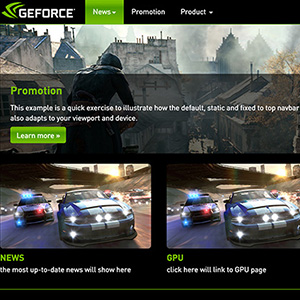 GEFORCE
News
Promotion
Product
Promotion
This example is a quick exercise to illustrate how the default, static and fixed to top navbar
also adapts to your viewport and device.
Learn more »
NEWS
the most up-to-date news will show here
GPU
click here will link to GPU page